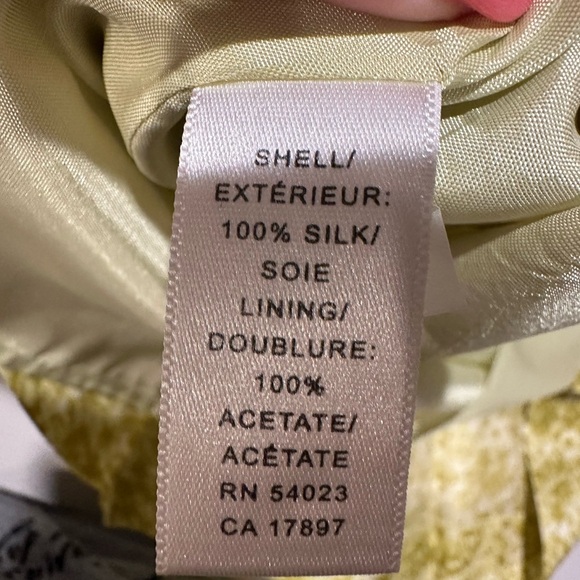 SHELL/
EXTÉRIEUR:
100% SILK/
SOIE
LINING/
DOUBLURE:
100%
ACETATE/
ACÉTATE
RN 54023
CA 17897